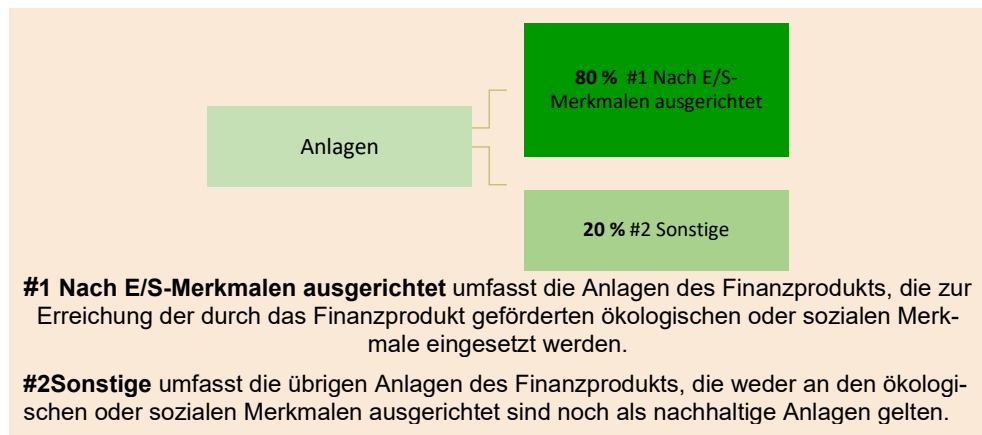 80 % #1 Nach E/S-
Merkmalen ausgerichtet
Anlagen
20 % #2 Sonstige
#1 Nach E/S-Merkmalen ausgerichtet umfasst die Anlagen des Finanzprodukts, die zur
Erreichung der durch das Finanzprodukt geförderten ökologischen oder sozialen Merk-
male eingesetzt werden.
#2Sonstige umfasst die übrigen Anlagen des Finanzprodukts, die weder an den ökologi-
schen oder sozialen Merkmalen ausgerichtet sind noch als nachhaltige Anlagen gelten.